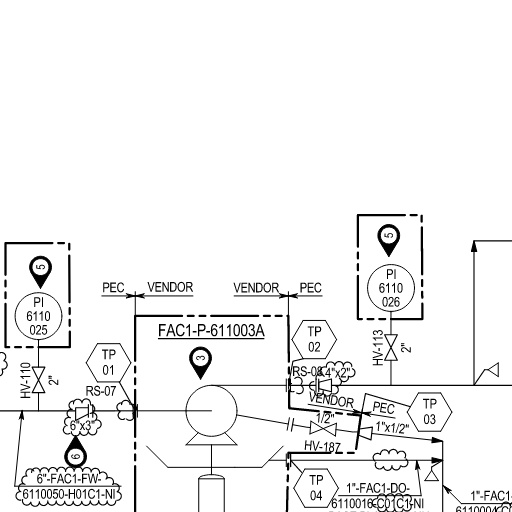 5
PI
6110
026
5
PI
6110
025
PEC
VENDOR
VENDOR
PEC
FAC1-P-611003A
3
TP
01
TP
02
HV-113
2"
HV-110
2"
RS-07
RS-08
4"x2"
VENDOR
PEC
TP
03
6"x3"
6
1/2"
1"x1/2"
HV-187
6"-FAC1-FW-
6110050-H01C1-NI
TP
04
1"-FAC1-DO-
6110016-C01C1-NI
1"-FAC1-